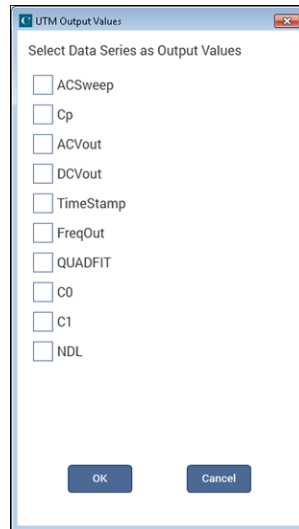 UTM Output Values
Select Data Series as Output Values
ACSweep
Cp
ACVout
DCVout
TimeStamp
FreqOut
QUADFIT
C0
C1
NDL
OK Cancel